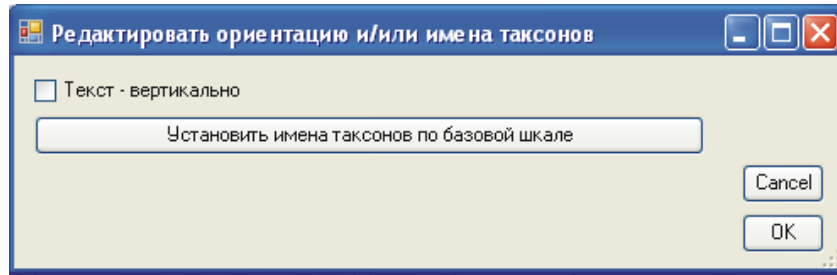 Редактировать ориентацию и/или имена таксонов
Текст - вертикально
Установить имена таксонов по базовой шкале
Cancel
OK